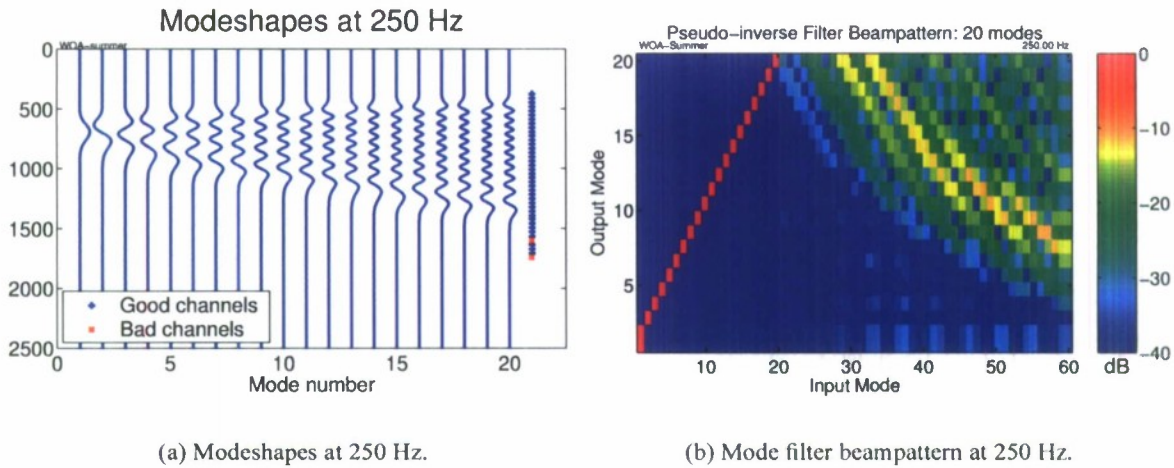 Modeshapes at 250 Hz
WOA-summer
0
500
1000
1500
2000
2500
Good channels
Bad channels
0 5 10 15 20
Mode number
(a) Modeshapes at 250 Hz.
Pseudo-inverse Filter Beampattern: 20 modes
WOA-Summer 250.00 Hz
20
15
10
5
Output Mode
10 20 30 40 50 60
Input Mode
0
-10
-20
-30
-40
dB
(b) Mode filter beampattern at 250 Hz.